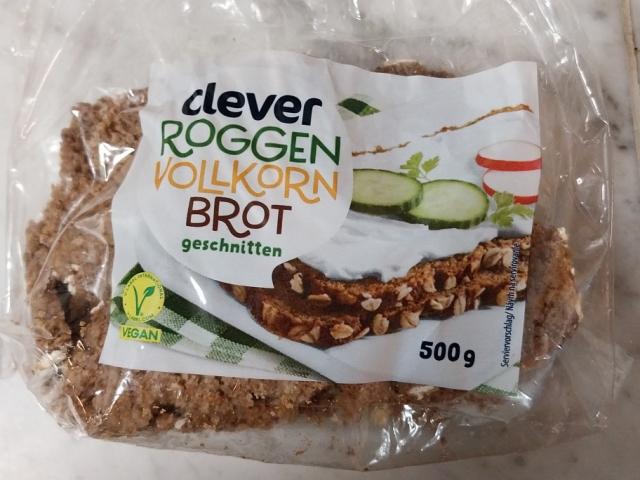 clever
ROGGEN
VOLLKORN
BROT
geschnitten
VEGAN
500g
Serviervorschlag/